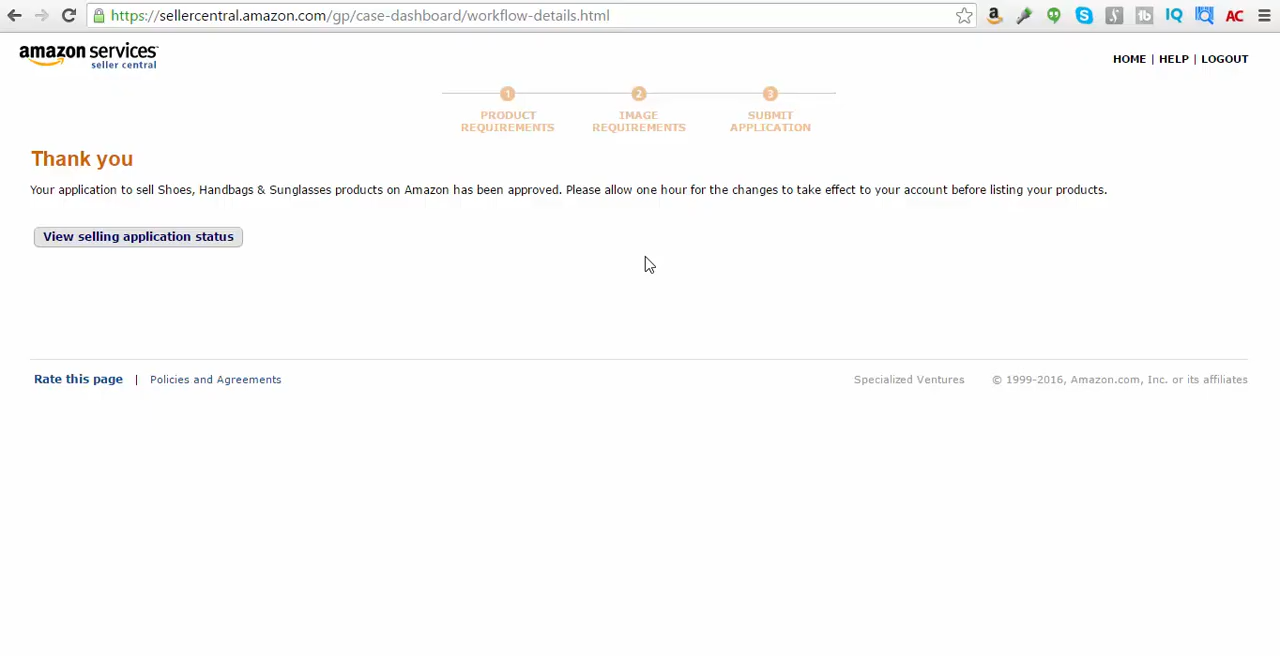 https://sellercentral.amazon.com/gp/case-dashboard/workflow-details.html
a S tb IQ AC
amazon services
seller central
HOME | HELP | LOGOUT
1 2 3
PRODUCT REQUIREMENTS
IMAGE REQUIREMENTS
SUBMIT APPLICATION
Thank you
Your application to sell Shoes, Handbags & Sunglasses products on Amazon has been approved. Please allow one hour for the changes to take effect to your account before listing your products.
View selling application status
Rate this page | Policies and Agreements
Specialized Ventures © 1999-2016, Amazon.com, Inc. or its affiliates